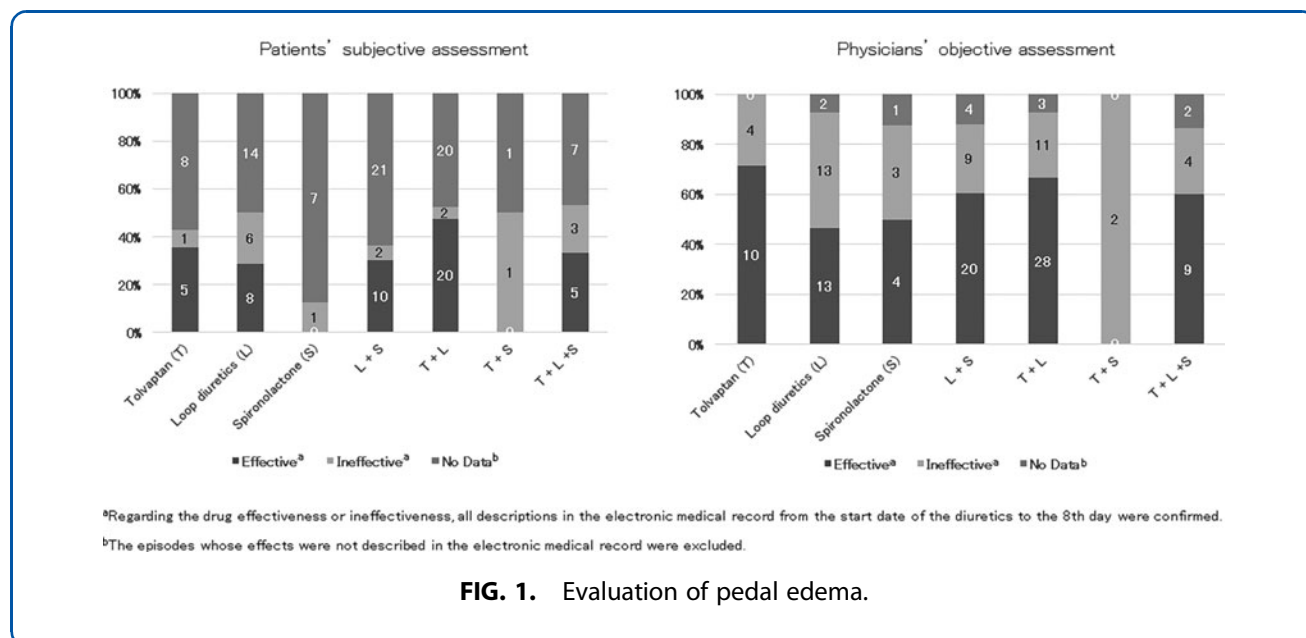 Patients' subjective assessment
100%
80%
60%
40%
20%
0%
8
1
5
14
6
8
7
1
0
21
2
10
20
2
20
1
1
0
7
3
5
Tolvaptan (T)
Loop diuretics (L)
Spironolactone (S)
L + S
T + L
T + S
T + L +S
■Effectiveᵃ ■Ineffectiveᵃ ■No Dataᵇ
Physicians' objective assessment
100%
80%
60%
40%
20%
0%
0
4
10
2
13
13
1
3
4
4
9
20
3
11
28
0
2
0
2
4
9
Tolvaptan (T)
Loop diuretics (L)
Spironolactone (S)
L + S
T + L
T + S
T + L +S
■Effectiveᵃ ■Ineffectiveᵃ ■No Dataᵇ
ᵃRegarding the drug effectiveness or ineffectiveness, all descriptions in the electronic medical record from the start date of the diuretics to the 8th day were confirmed.
ᵇThe episodes whose effects were not described in the electronic medical record were excluded.
FIG. 1. Evaluation of pedal edema.